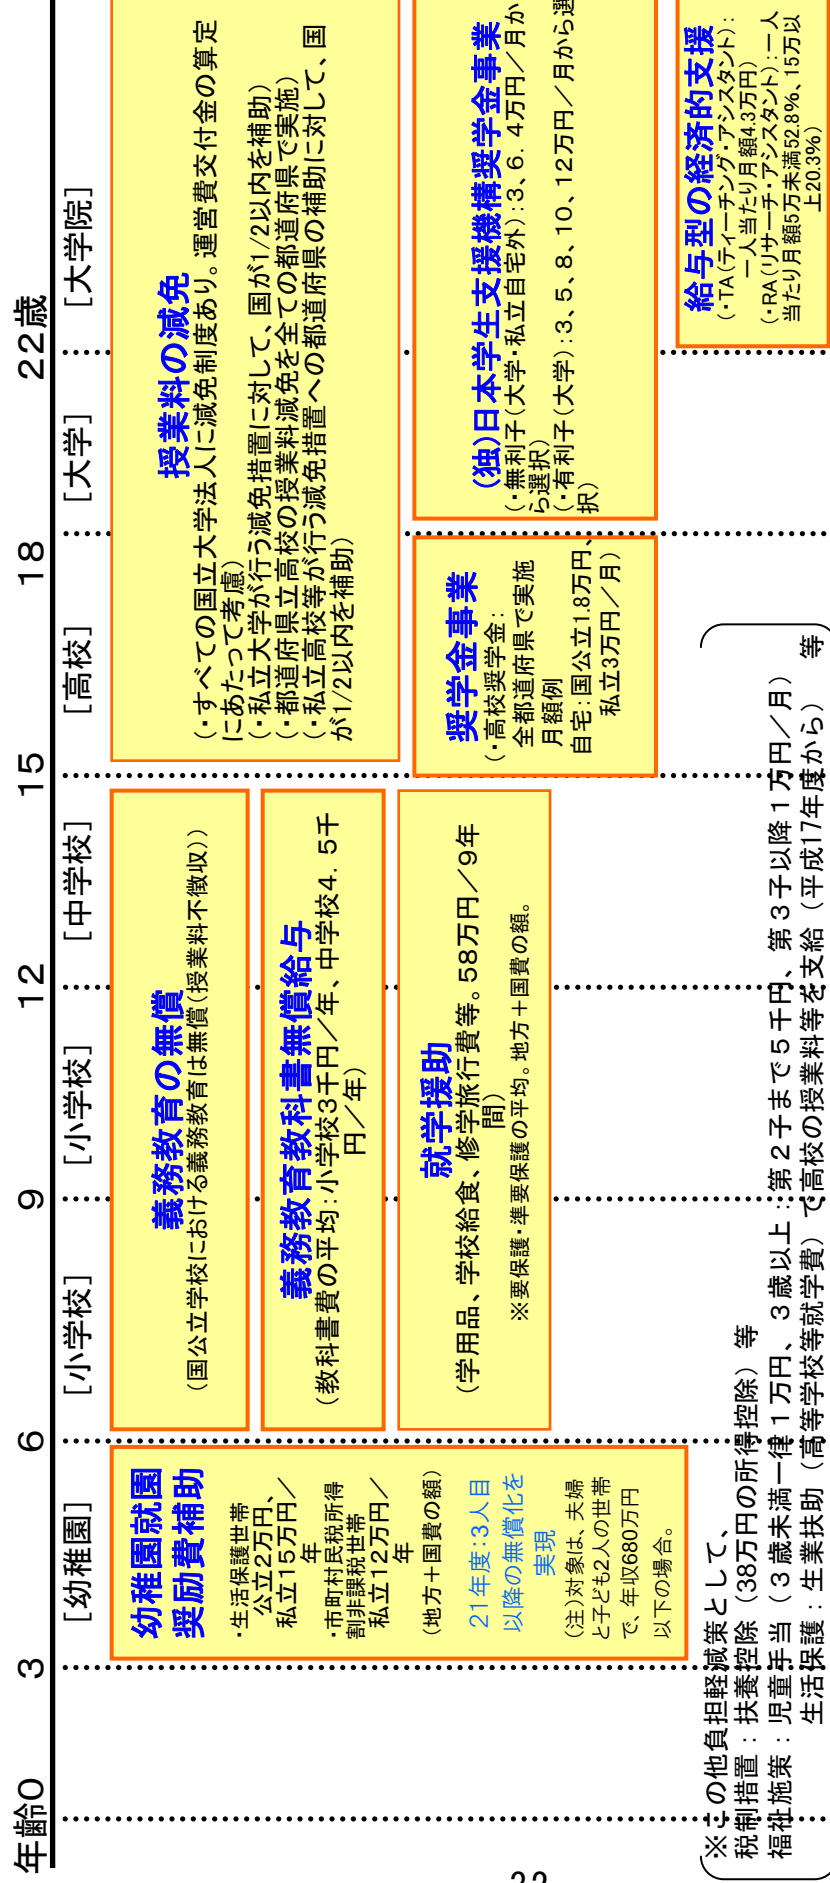 年齢0
3
6
9
12
15
18
22歳
[幼稚園]
[小学校]
[小学校]
[中学校]
[高校]
[大学]
[大学院]
幼稚園就園
奨励費補助
・生活保護世帯
公立2万円、
私立15万円／
年
・市町村民税所得
割非課税世帯
私立12万円／
年
(地方＋国費の額)
21年度:3人目
以降の無償化を
実現
(注)対象は、夫婦
と子ども2人の世帯
で、年収680万円
以下の場合。
義務教育の無償
(国公立学校における義務教育は無償(授業料不徴収))
義務教育教科書無償給与
(教科書費の平均:小学校3千円／年、中学校4．5千
円／年)
就学援助
(学用品、学校給食、修学旅行費等。58万円／9年
間)
※要保護・準要保護の平均。地方＋国費の額。
授業料の減免
(・すべての国立大学法人に減免制度あり。運営費交付金の算定
にあたって考慮)
(・私立大学が行う減免措置に対して、国が1/2以内を補助)
(・都道府県立高校の授業料減免を全ての都道府県で実施)
(・私立高校等が行う減免措置への都道府県の補助に対して、国
が1/2以内を補助)
奨学金事業
(・高校奨学金:
全都道府県で実施
月額例
自宅:国公立1.8万円、
私立3万円／月)
(独)日本学生支援機構奨学金事業
(・無利子(大学・私立自宅外):3、6．4万円／月か
ら選択)
(・有利子(大学):3、5、8、10、12万円／月から選
択)
給与型の経済的支援
(・TA(ティーチング・アシスタント):
一人当たり月額4.3万円)
(・RA(リサーチ・アシスタント):一人
当たり月額5万未満52.8%、15万以
上20.3%)
※この他負担軽減策として、
税制措置：扶養控除（38万円の所得控除）等
福祉施策：児童手当（３歳未満一律１万円、３歳以上：第２子まで５千円、第３子以降１万円／月）
生活保護：生業扶助（高等学校等就学費）で高校の授業料等を支給（平成17年度から）　等